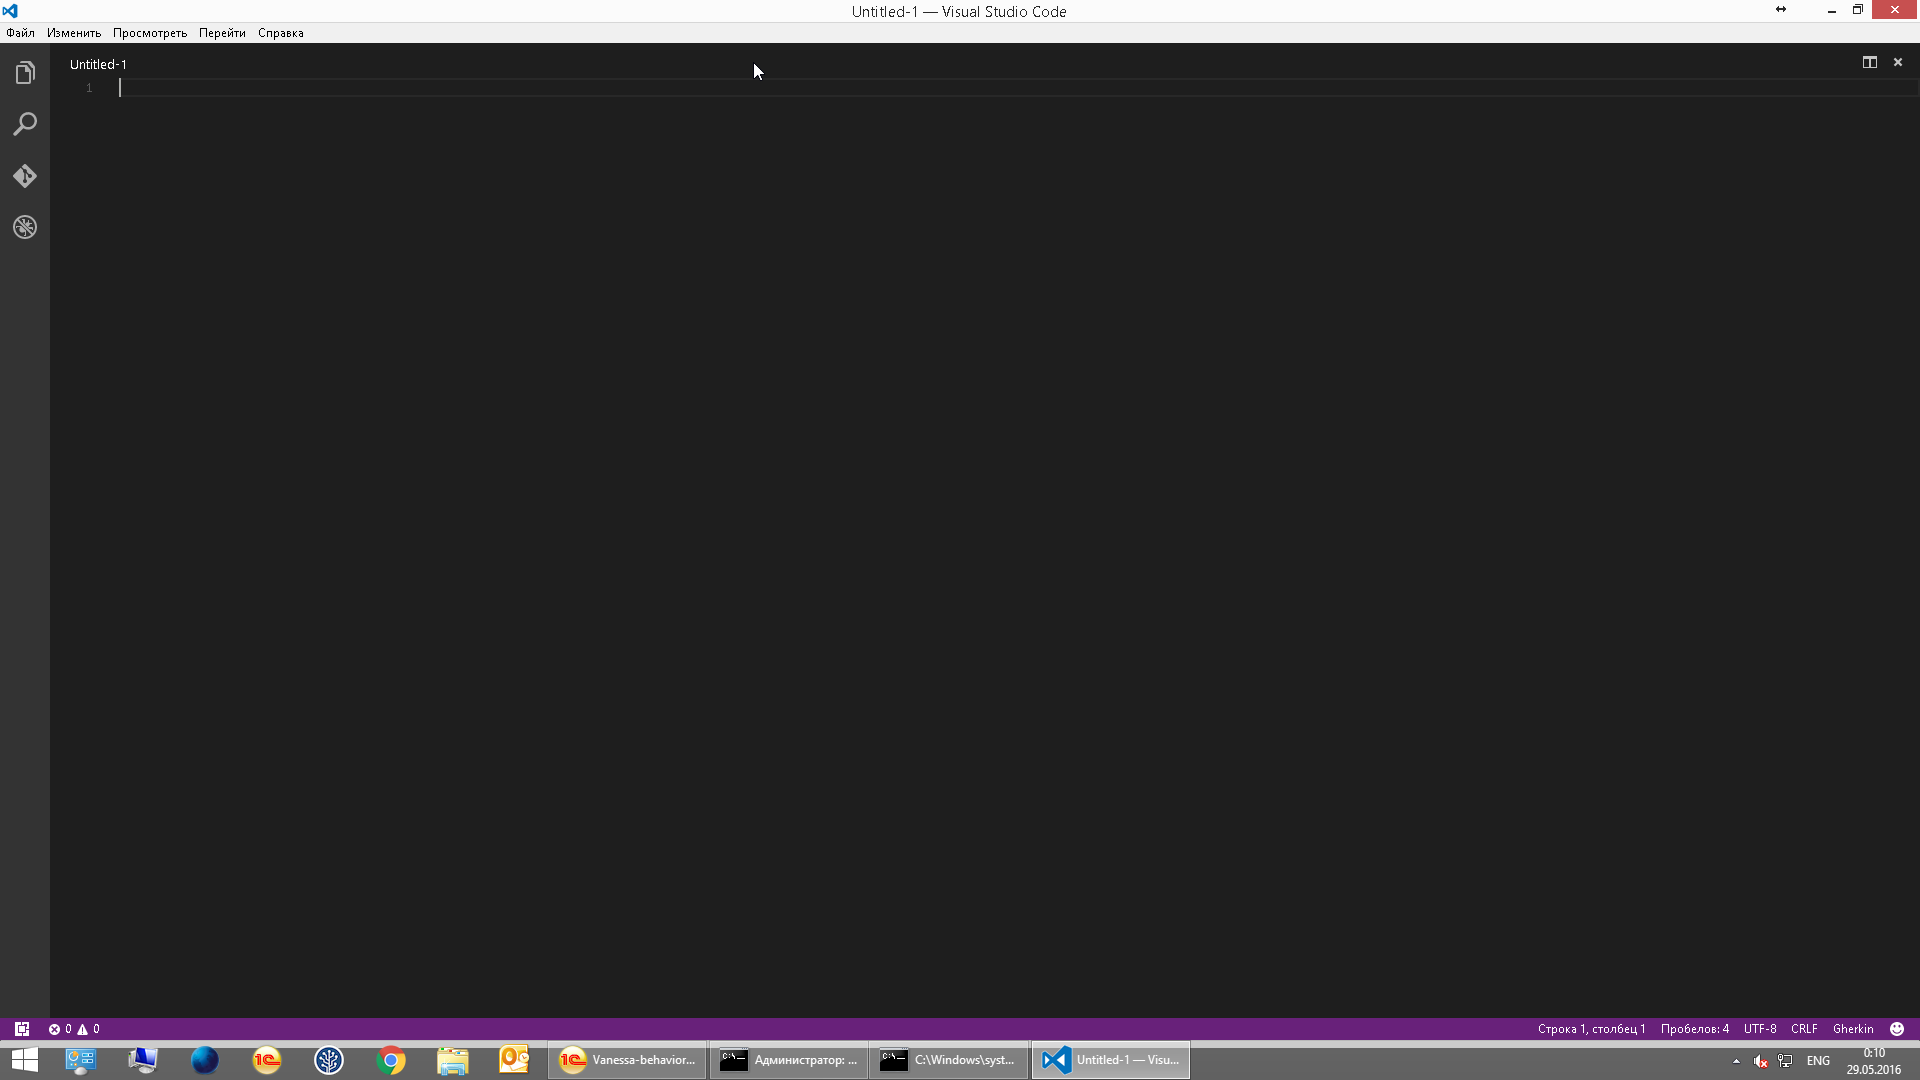 Untitled-1 — Visual Studio Code
Файл Изменить Просмотреть Перейти Справка
Untitled-1
1
0 0
Строка 1, столбец 1 Пробелов: 4 UTF-8 CRLF Gherkin
1С
Vanessa-behavior...
Администратор: ...
C:\Windows\syst...
Untitled-1 — Visu...
ENG
0:10
29.05.2016